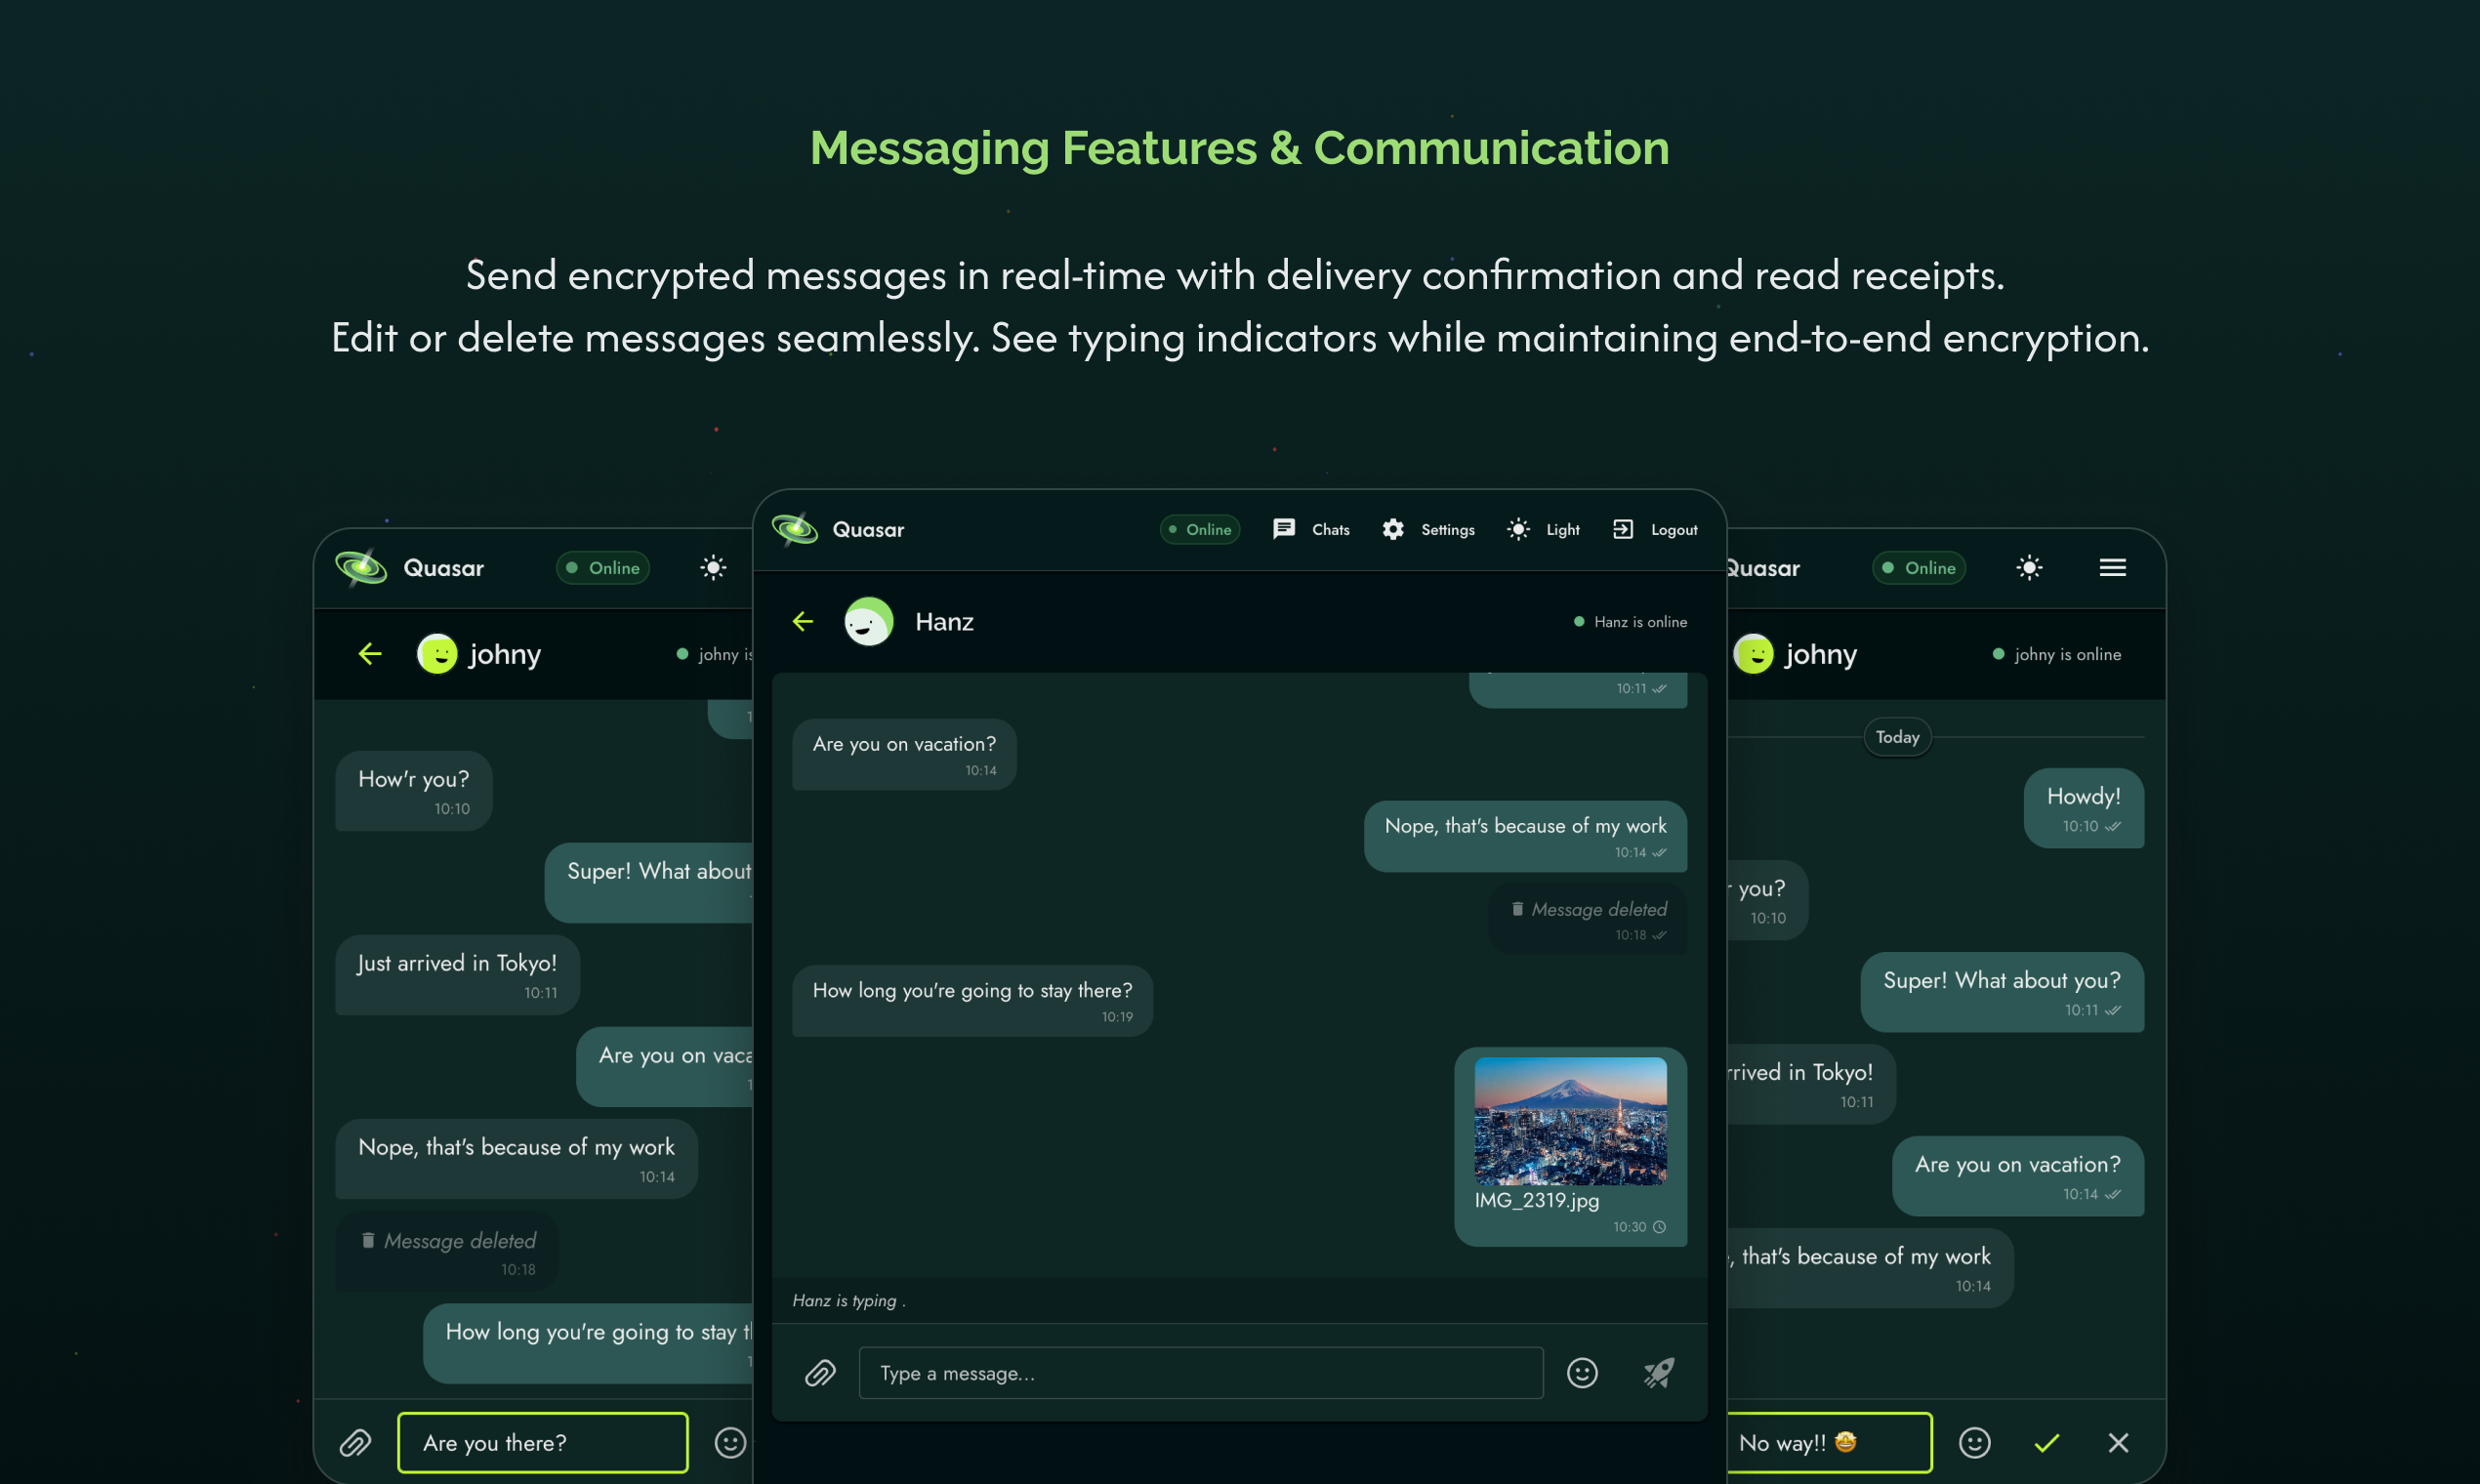 Messaging Features & Communication
Send encrypted messages in real-time with delivery confirmation and read receipts.
Edit or delete messages seamlessly. See typing indicators while maintaining end-to-end encryption.
Quasar
Online
johny
johny is
How'r you?
10:10
Super! What about
Just arrived in Tokyo!
10:11
Are you on
Nope, that's because of my work
10:14
Message deleted
10:18
How long you're going to stay
Are you there?
Quasar
Online
Chats
Settings
Light
Logout
Hanz
Hanz is online
10:11
Are you on vacation?
10:14
Nope, that's because of my work
10:14
Message deleted
10:18
How long you're going to stay there?
10:19
IMG_2319.jpg
10:30
Hanz is typing .
Type a message...
Quasar
Online
johny
johny is online
Today
Howdy!
10:10
you?
10:10
Super! What about you?
10:11
in Tokyo!
10:11
Are you on vacation?
10:14
that's because of my work
10:14
No way!! 🤩